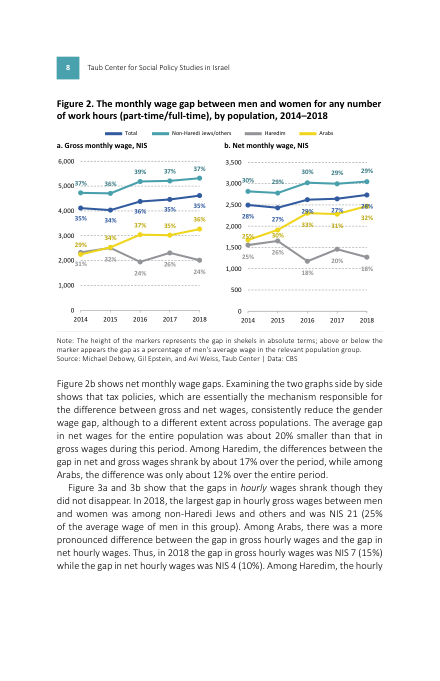 8
Taub Center for Social Policy Studies in Israel
Figure 2. The monthly wage gap between men and women for any number
of work hours (part-time/full-time), by population, 2014–2018
Total Non-Haredi Jews/others Haredim Arabs
a. Gross monthly wage, NIS
6,000
5,000
4,000
3,000
2,000
1,000
0
37% 36% 39% 37% 37%
35% 34% 36% 35% 35%
29% 34% 37% 35% 36%
31% 32% 24% 26% 24%
2014 2015 2016 2017 2018
b. Net monthly wage, NIS
3,500
3,000
2,500
2,000
1,500
1,000
500
0
30% 29% 30% 29% 29%
28% 27% 29% 27% 28%
25% 30% 33% 31% 32%
25% 26% 18% 20% 18%
2014 2015 2016 2017 2018
Note: The height of the markers represents the gap in shekels in absolute terms; above or below the
marker appears the gap as a percentage of men's average wage in the relevant population group.
Source: Michael Debowy, Gil Epstein, and Avi Weiss, Taub Center | Data: CBS
Figure 2b shows net monthly wage gaps. Examining the two graphs side by side
shows that tax policies, which are essentially the mechanism responsible for
the difference between gross and net wages, consistently reduce the gender
wage gap, although to a different extent across populations. The average gap
in net wages for the entire population was about 20% smaller than that in
gross wages during this period. Among Haredim, the differences between the
gap in net and gross wages shrank by about 17% over the period, while among
Arabs, the difference was only about 12% over the entire period.
Figure 3a and 3b show that the gaps in hourly wages shrank though they
did not disappear. In 2018, the largest gap in hourly gross wages between men
and women was among non-Haredi Jews and others and was NIS 21 (25%
of the average wage of men in this group). Among Arabs, there was a more
pronounced difference between the gap in gross hourly wages and the gap in
net hourly wages. Thus, in 2018 the gap in gross hourly wages was NIS 7 (15%)
while the gap in net hourly wages was NIS 4 (10%). Among Haredim, the hourly